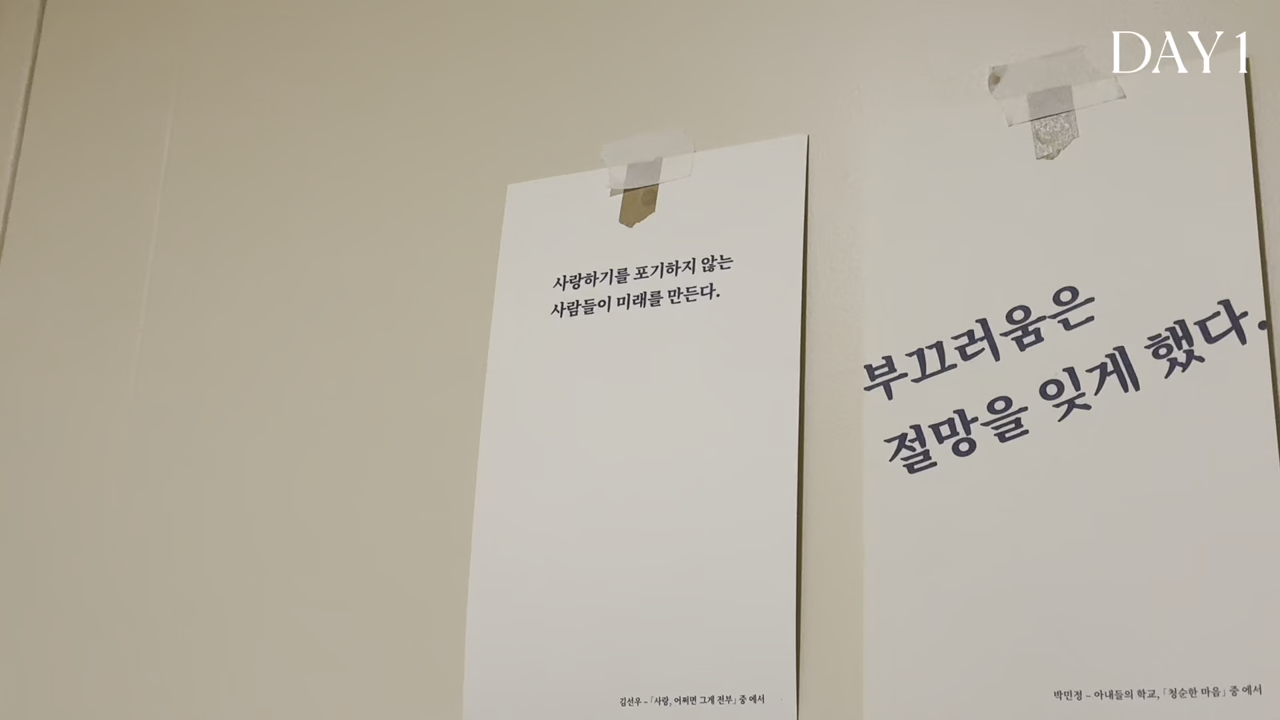 DAY 1
사랑하기를 포기하지 않는
사람들이 미래를 만든다.
김선우 – 「사랑, 어쩌면 그게 전부」 중에서
부끄러움은
절망을 잊게 했다.
박민정 – 아내들의 학교, 「청순한 마음」 중에서